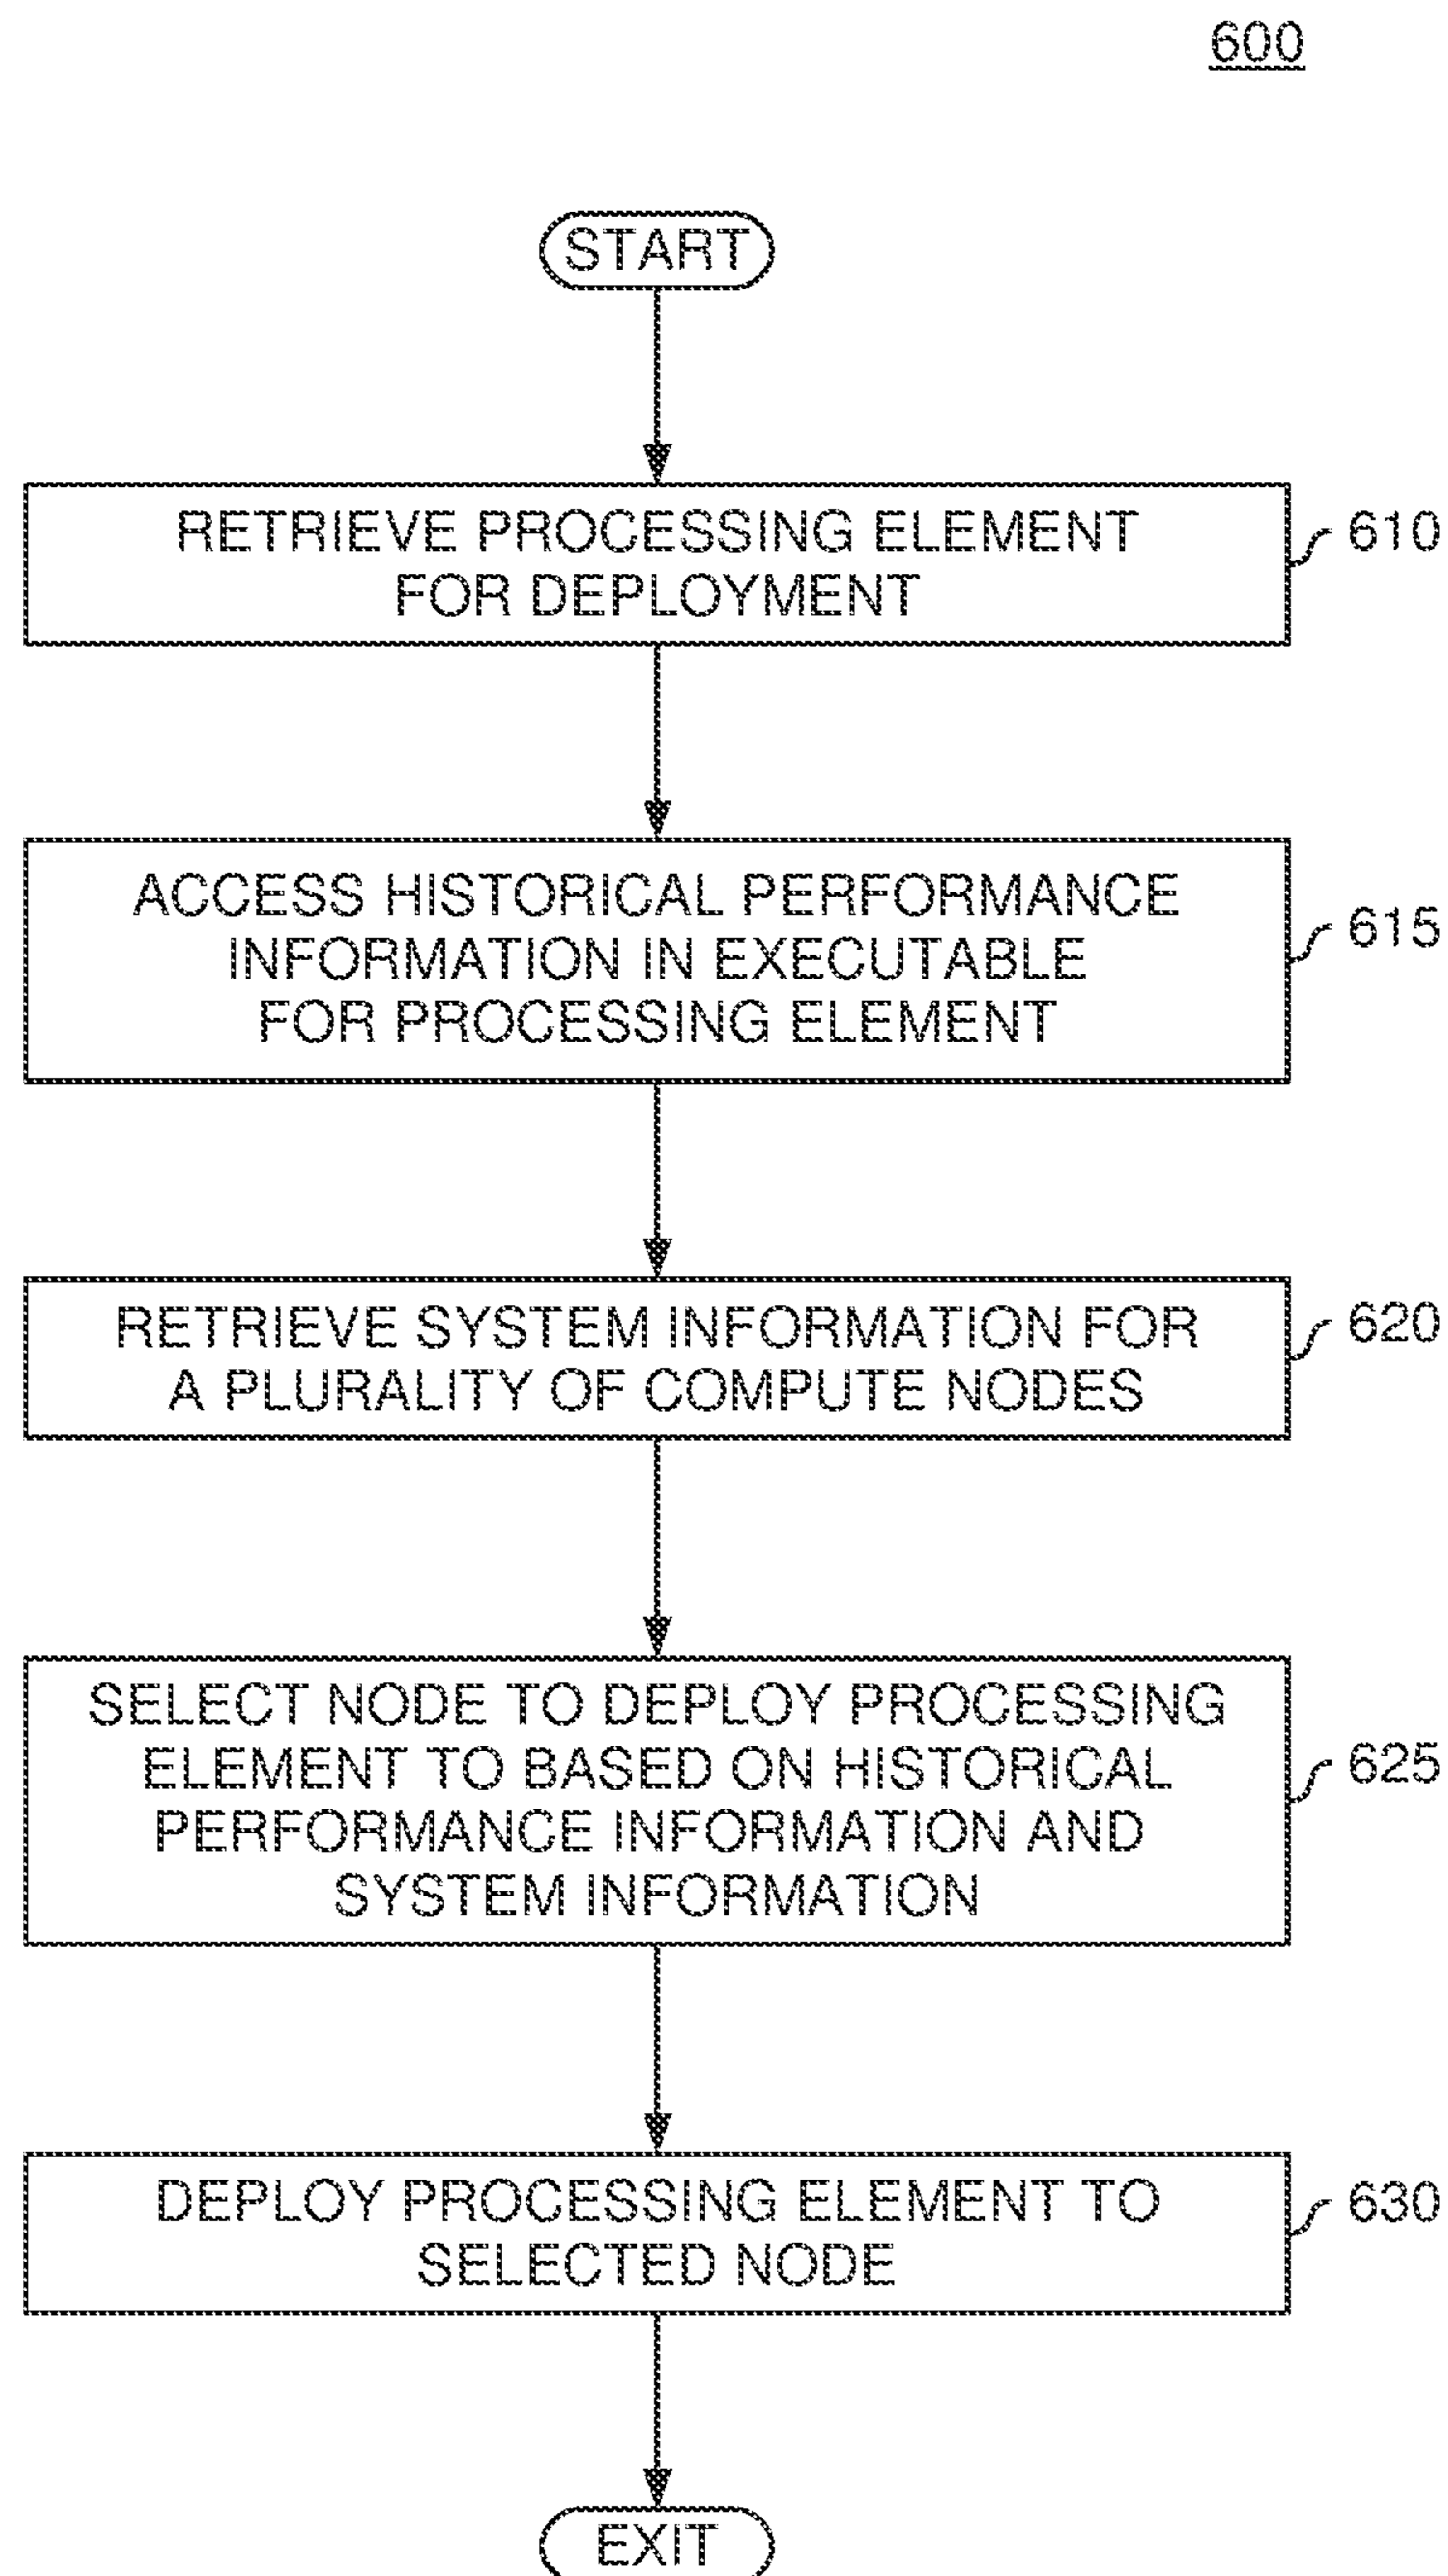 600
START
RETRIEVE PROCESSING ELEMENT
FOR DEPLOYMENT
610
ACCESS HISTORICAL PERFORMANCE
INFORMATION IN EXECUTABLE
FOR PROCESSING ELEMENT
615
RETRIEVE SYSTEM INFORMATION FOR
A PLURALITY OF COMPUTE NODES
620
SELECT NODE TO DEPLOY PROCESSING
ELEMENT TO BASED ON HISTORICAL
PERFORMANCE INFORMATION AND
SYSTEM INFORMATION
625
DEPLOY PROCESSING ELEMENT TO
SELECTED NODE
630
EXIT